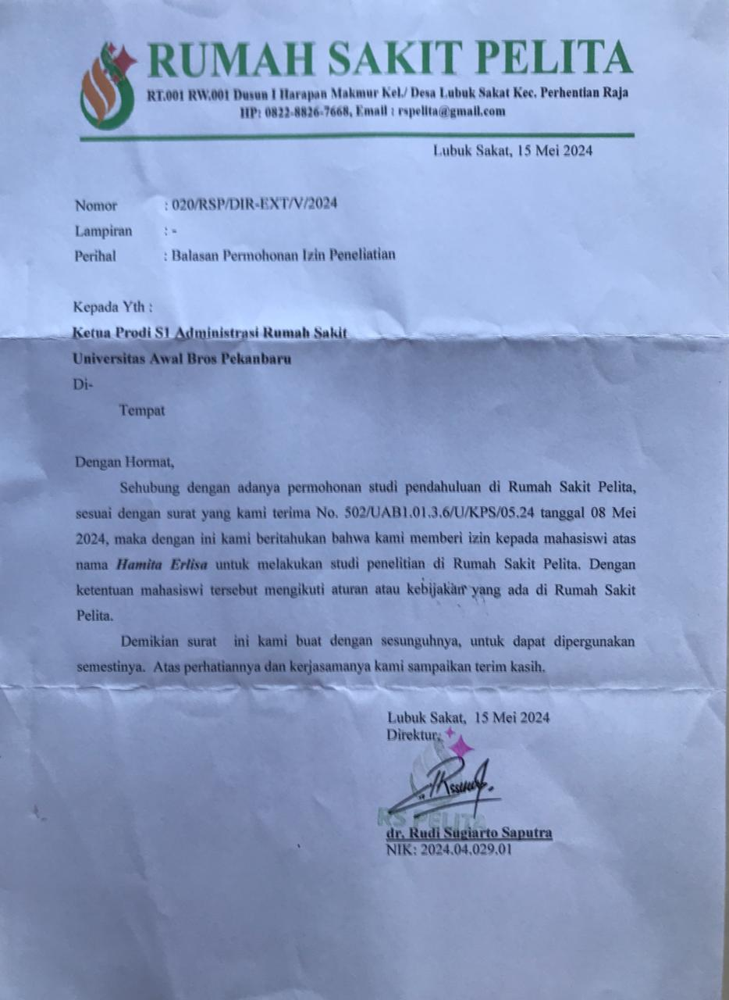 RUMAH SAKIT PELITA
RT.001 RW.001 Dusun I Harapan Makmur Kel./ Desa Lubuk Sakat Kec. Perhentian Raja
HP: 0822-8826-7668, Email : rspelita@gmail.com
Lubuk Sakat, 15 Mei 2024
Nomor : 020/RSP/DIR-EXT/V/2024
Lampiran : -
Perihal : Balasan Permohonan Izin Peneliatian
Kepada Yth :
Ketua Prodi S1 Administrasi Rumah Sakit
Universitas Awal Bros Pekanbaru
Di-
Tempat
Dengan Hormat,
Sehubung dengan adanya permohonan studi pendahuluan di Rumah Sakit Pelita,
sesuai dengan surat yang kami terima No. 502/UAB1.01.3.6/U/KPS/05.24 tanggal 08 Mei
2024, maka dengan ini kami beritahukan bahwa kami memberi izin kepada mahasiswi atas
nama Hamita Erlisa untuk melakukan studi penelitian di Rumah Sakit Pelita. Dengan
ketentuan mahasiswi tersebut mengikuti aturan atau kebijakan yang ada di Rumah Sakit
Pelita.
Demikian surat ini kami buat dengan sesunguhnya, untuk dapat dipergunakan
semestinya. Atas perhatiannya dan kerjasamanya kami sampaikan terim kasih.
Lubuk Sakat, 15 Mei 2024
Direktur,
RS PELITA
dr. Rudi Sugiarto Saputra
NIK: 2024.04.029.01